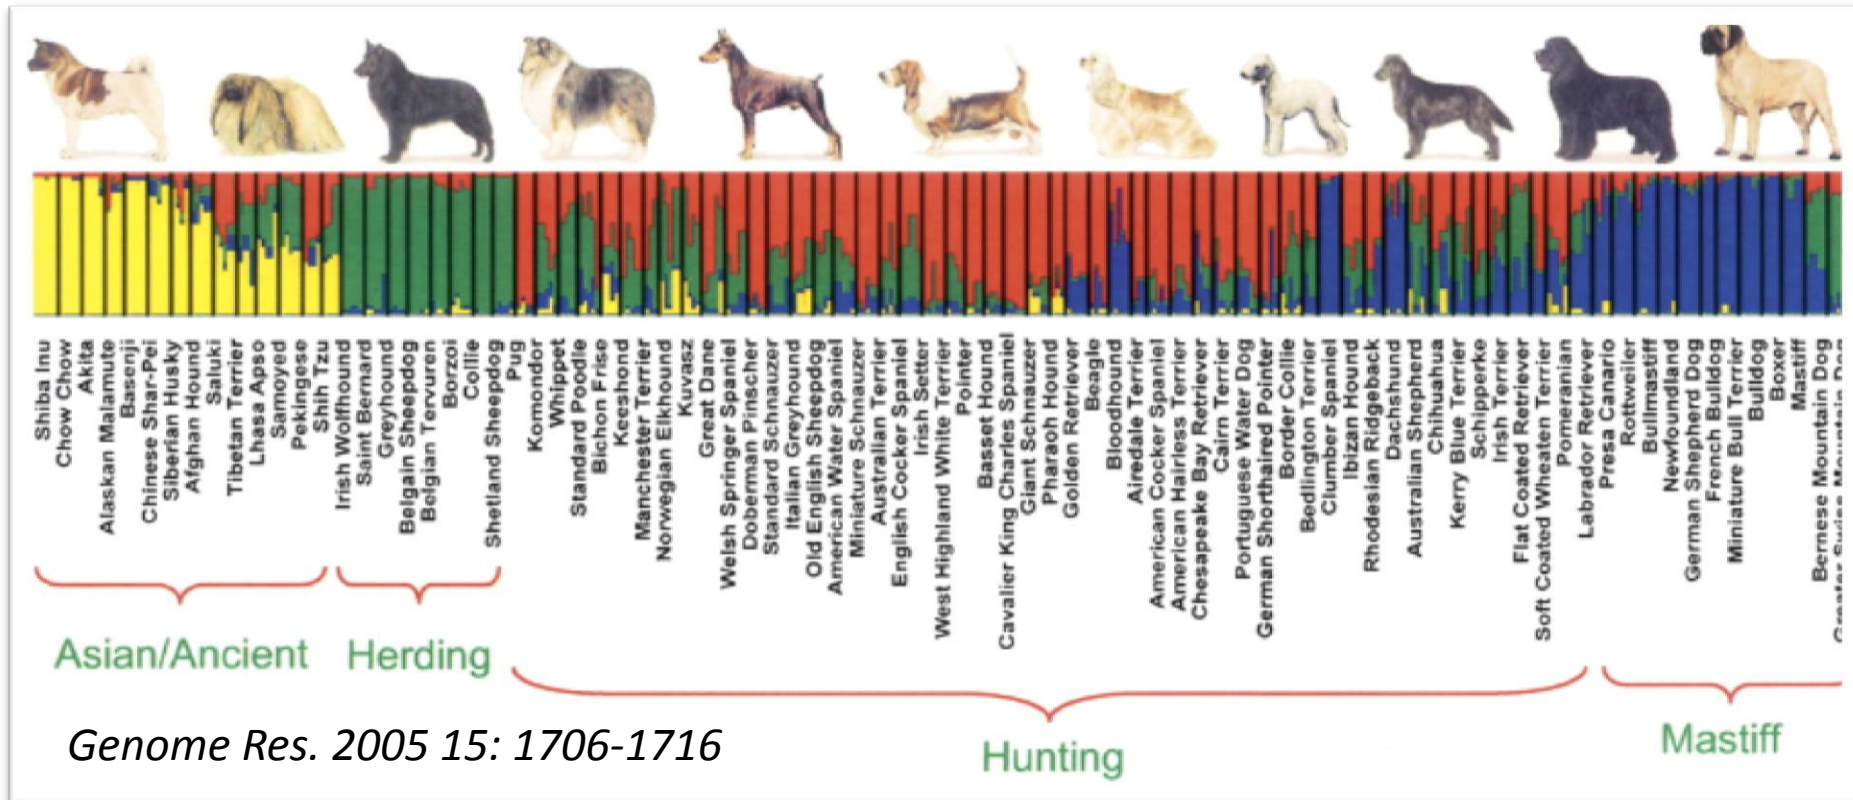 Shiba Inu
Chow Chow
Akita
Alaskan Malamute
Basenji
Chinese Shar-Pei
Siberian Husky
Afghan Hound
Saluki
Tibetan Terrier
Lhasa Apso
Samoyed
Pekingese
Shih Tzu
Irish Wolfhound
Saint Bernard
Greyhound
Belgain Sheepdog
Belgian Tervuren
Borzoi
Collie
Shetland Sheepdog
Pug
Komondor
Whippet
Standard Poodle
Bichon Frise
Keeshond
Manchester Terrier
Norwegian Elkhound
Kuvasz
Great Dane
Welsh Springer Spaniel
Doberman Pinscher
Standard Schnauzer
Italian Greyhound
Old English Sheepdog
American Water Spaniel
Miniature Schnauzer
Australian Terrier
English Cocker Spaniel
Irish Setter
West Highland White Terrier
Pointer
Basset Hound
Cavalier King Charles Spaniel
Giant Schnauzer
Pharaoh Hound
Golden Retriever
Beagle
Bloodhound
Airedale Terrier
American Cocker Spaniel
American Hairless Terrier
Chesapeake Bay Retriever
Cairn Terrier
Portuguese Water Dog
German Shorthaired Pointer
Border Collie
Bedlington Terrier
Clumber Spaniel
Ibizan Hound
Rhodesian Ridgeback
Dachshund
Australian Shepherd
Chihuahua
Kerry Blue Terrier
Schipperke
Irish Terrier
Flat Coated Retriever
Soft Coated Wheaten Terrier
Pomeranian
Labrador Retriever
Presa Canario
Rottweiler
Bullmastiff
Newfoundland
German Shepherd Dog
French Bulldog
Miniature Bull Terrier
Bulldog
Boxer
Mastiff
Bernese Mountain Dog
Greater Swiss Mountain Dog
Asian/Ancient
Herding
Hunting
Mastiff
Genome Res. 2005 15: 1706-1716